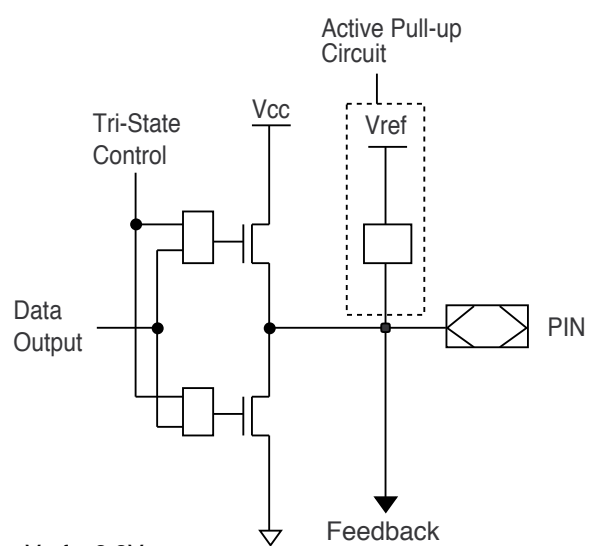 Active Pull-up
Circuit
Vcc
Vref
Tri-State
Control
Data
Output
PIN
Feedback